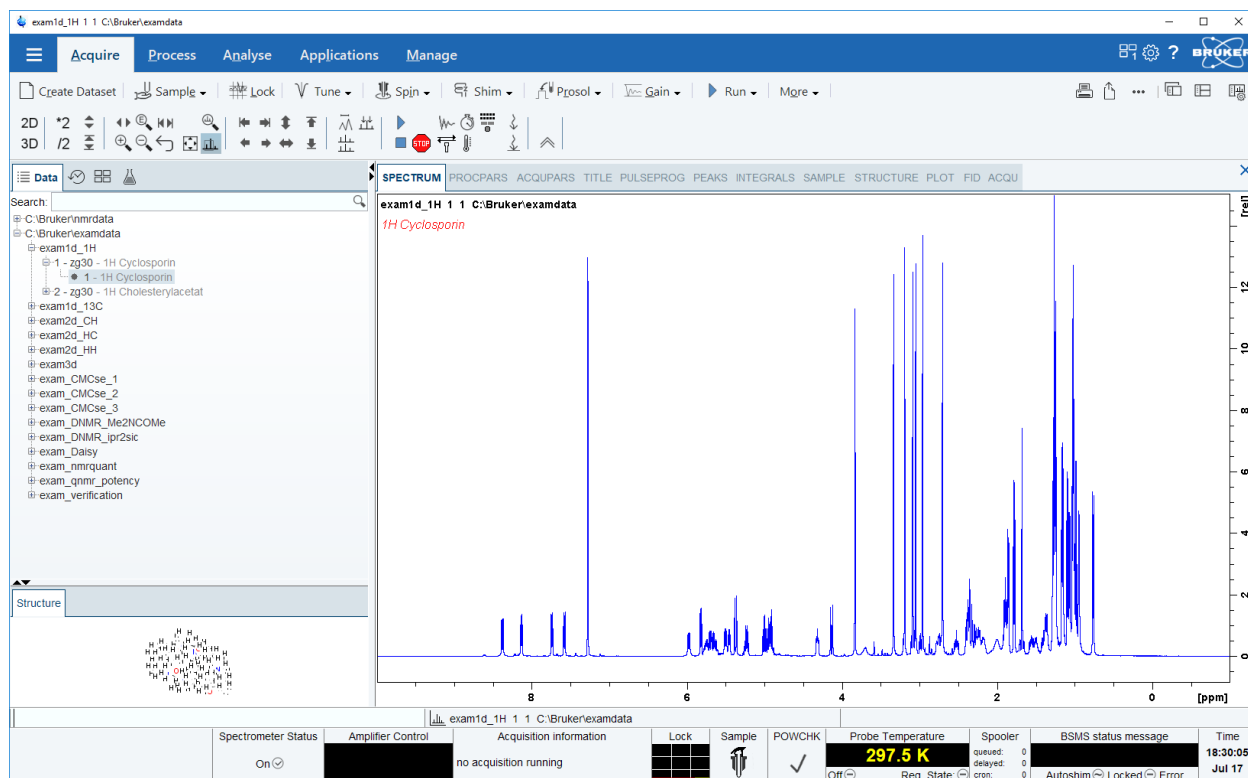 exam1d_1H 1 1 C:\Bruker\examdata
Acquire Process Analyse Applications Manage ? BRUKER
Create Dataset Sample Lock Tune Spin Shim Prosol Gain Run More
2D *2
3D /2 STOP
Data
SPECTRUM PROCPARS ACQUPARS TITLE PULSEPROG PEAKS INTEGRALS SAMPLE STRUCTURE PLOT FID ACQU
Search:
C:\Bruker\nmrdata
C:\Bruker\examdata
exam1d_1H
1 - zg30 - 1H Cyclosporin
1 - 1H Cyclosporin
2 - zg30 - 1H Cholesterylacetat
exam1d_13C
exam2d_CH
exam2d_HC
exam2d_HH
exam3d
exam_CMCse_1
exam_CMCse_2
exam_CMCse_3
exam_DNMR_Me2NCOMe
exam_DNMR_ipr2sic
exam_Daisy
exam_nmrquant
exam_qnmr_potency
exam_verification
Structure
exam1d_1H 1 1 C:\Bruker\examdata
1H Cyclosporin
[rel]
12
10
8
6
4
2
0
8 6 4 2 0 [ppm]
exam1d_1H 1 1 C:\Bruker\examdata
Spectrometer Status
On
Amplifier Control
Acquisition information
no acquisition running
Lock
Sample
POWCHK
Probe Temperature
297.5 K
Off Reg. State:
Spooler
queued: 0
delayed: 0
cron: 0
BSMS status message
Autoshim Locked Error
Time
18:30:05
Jul 17